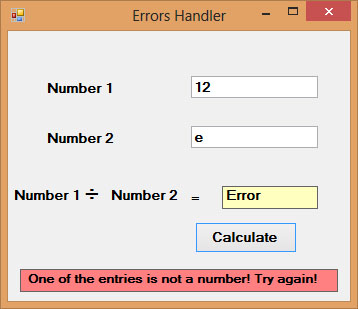 Errors Handler
Number 1
12
Number 2
e
Number 1 ÷ Number 2 = Error
Calculate
One of the entries is not a number! Try again!